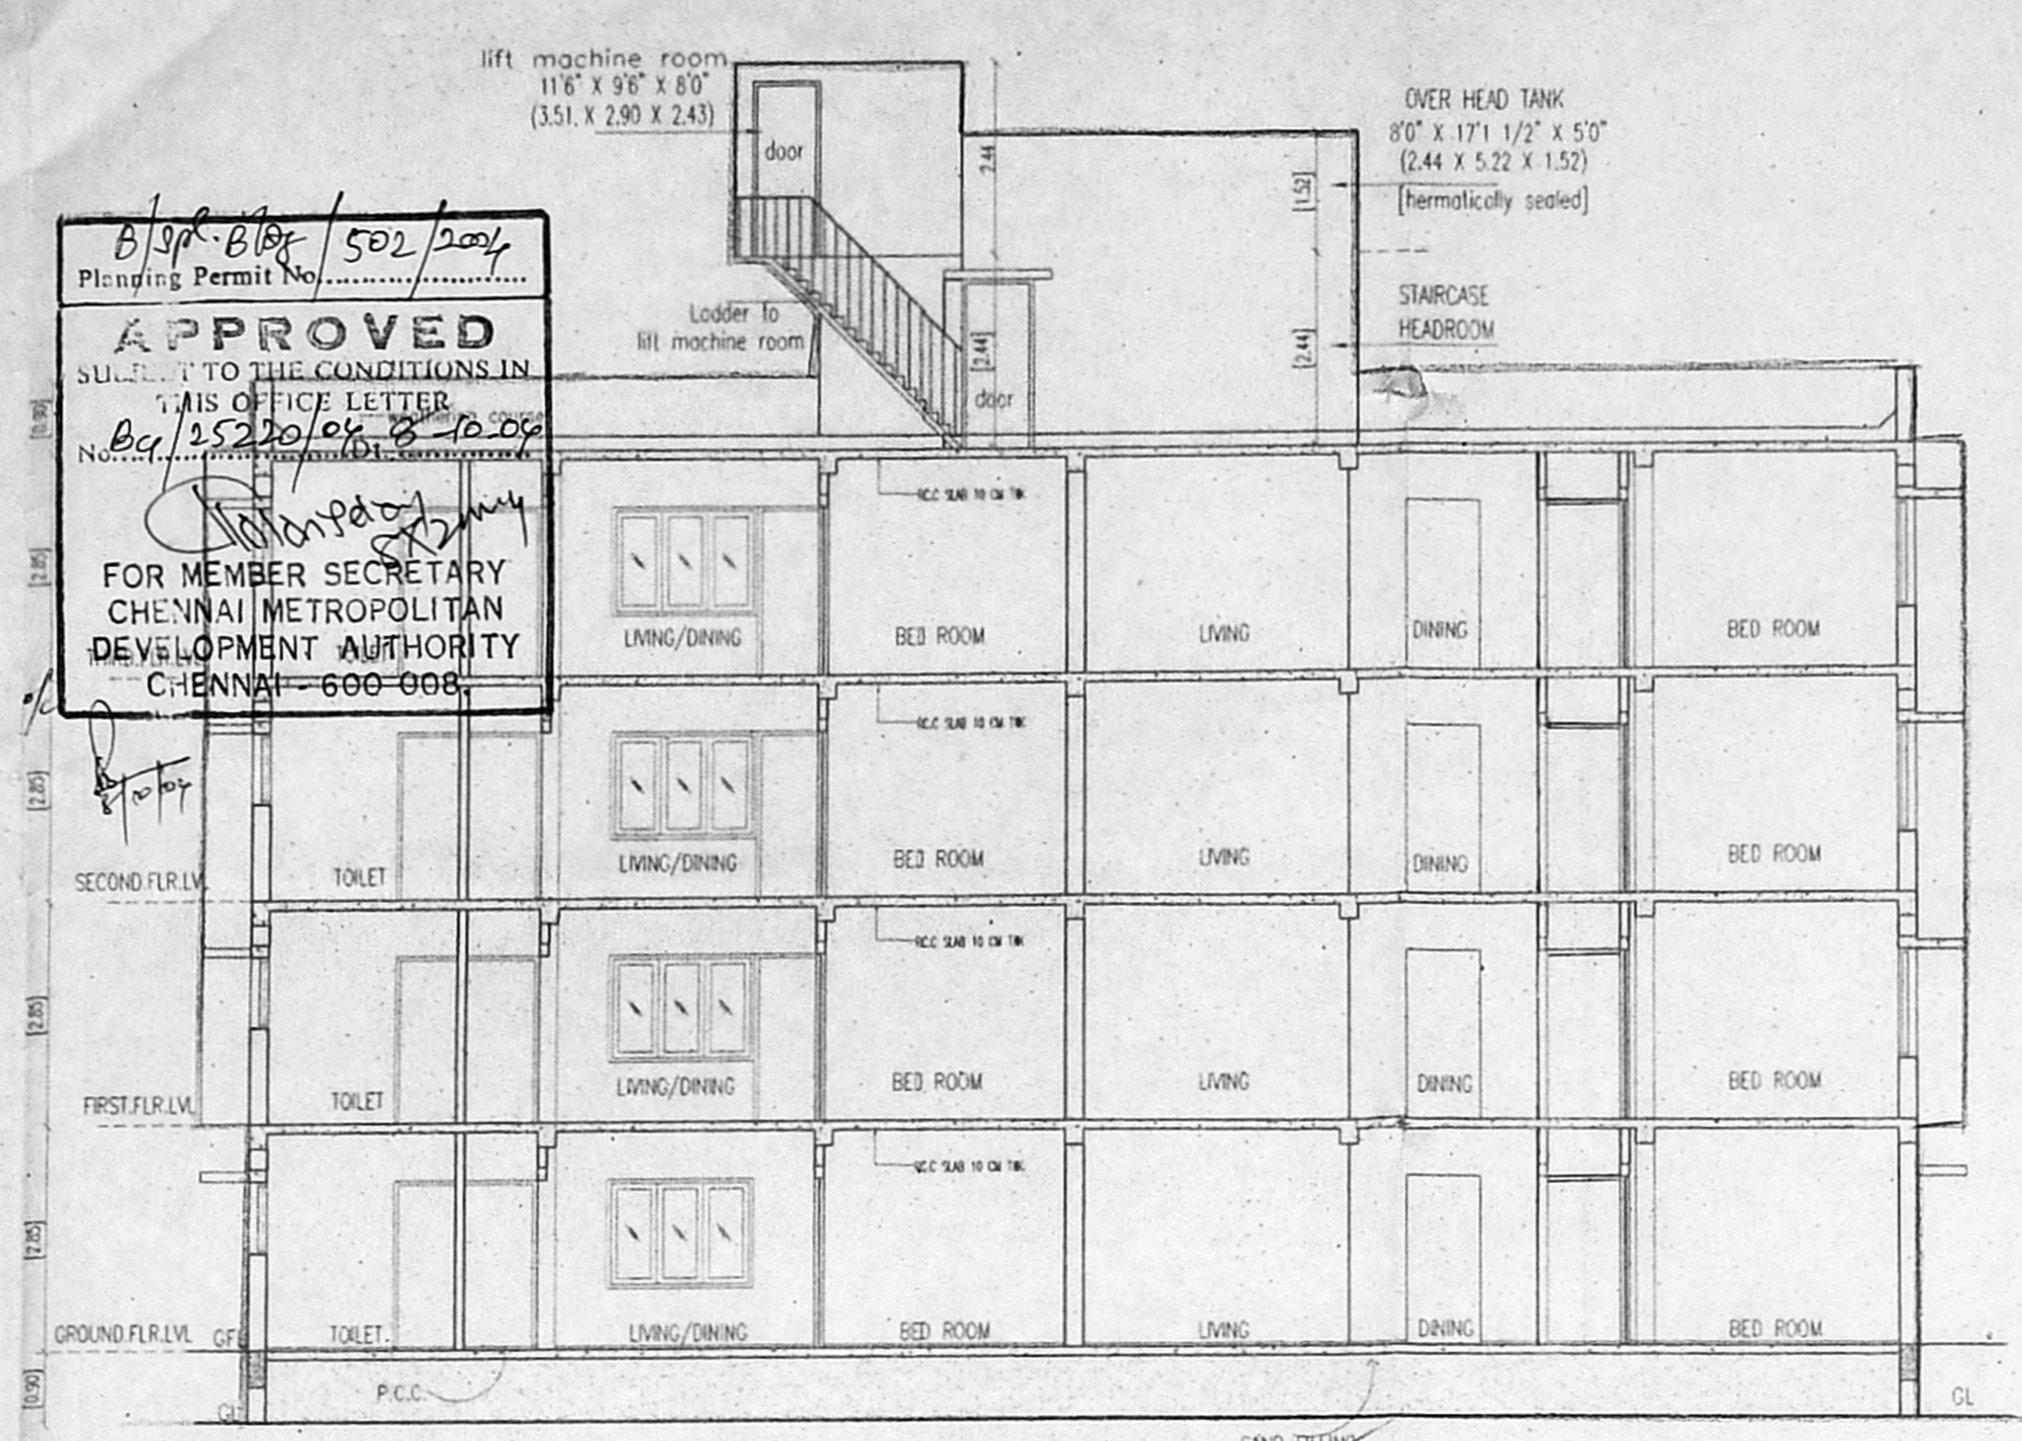 lift machine room
11'6" X 9'6" X 8'0"
(3.51. X 2.90 X 2.43)
door
2.44
OVER HEAD TANK
8'0" X 17'1 1/2" X 5'0"
(2.44 X 5.22 X 1.52)
[hermatically sealed]
[1.52]
STAIRCASE
HEADROOM
[2.44]
Ladder to
lift machine room
[2.44]
door
B/Spl.Bldg/502/2004
Planning Permit No.
APPROVED
SUBJECT TO THE CONDITIONS IN
THIS OFFICE LETTER
weathering course
No. B4/25220/04 Dt. 8-10-04
FOR MEMBER SECRETARY
CHENNAI METROPOLITAN
DEVELOPMENT AUTHORITY
CHENNAI - 600 008.
[0.90]
[2.85]
R.C.C SLAB 10 CM TBK
LIVING/DINING
BED ROOM
LIVING
DINING
BED ROOM
[2.85]
R.C.C SLAB 10 CM TBK
SECOND.FLR.LVL
TOILET
LIVING/DINING
BED ROOM
LIVING
DINING
BED ROOM
[2.85]
R.C.C SLAB 10 CM TBK
FIRST.FLR.LVL
TOILET
LIVING/DINING
BED ROOM
LIVING
DINING
BED ROOM
[2.85]
R.C.C SLAB 10 CM TBK
GROUND.FLR.LVL
TOILET.
LIVING/DINING
BED ROOM
LIVING
DINING
BED ROOM
[0.90]
P.C.C.
GL
GL